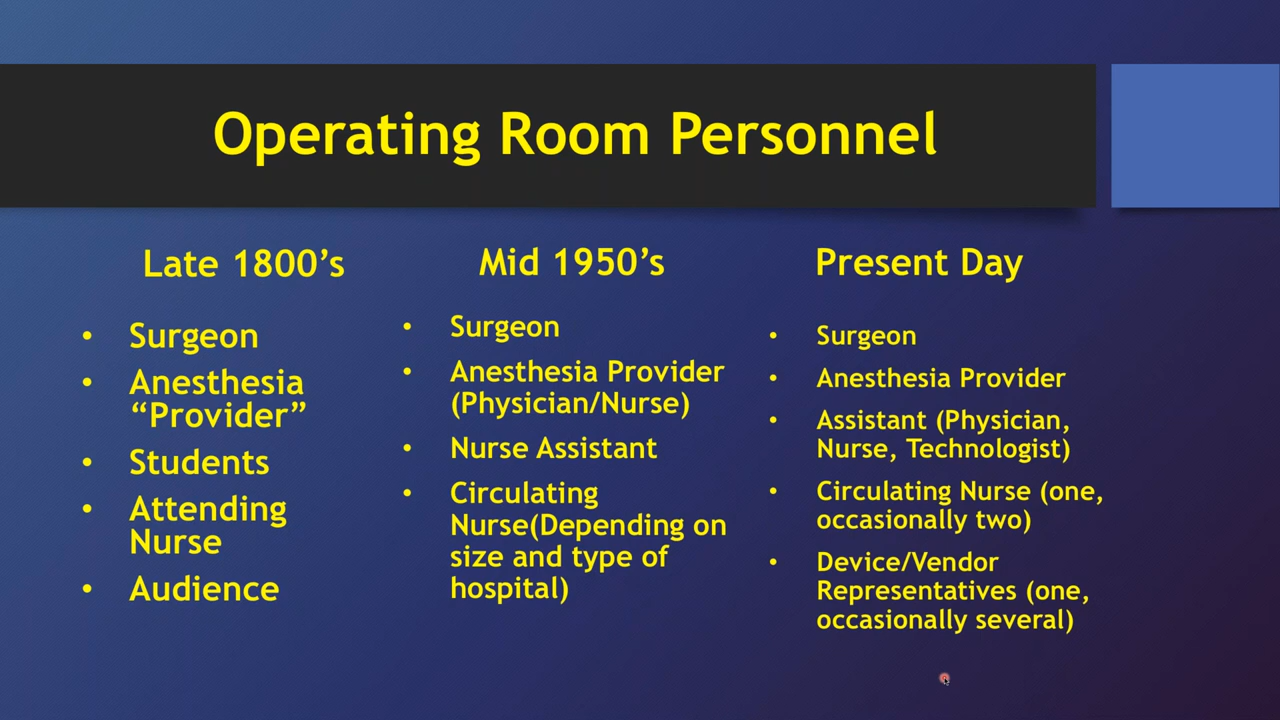 Operating Room Personnel
Late 1800’s
• Surgeon
• Anesthesia
“Provider”
• Students
• Attending
Nurse
• Audience
Mid 1950’s
• Surgeon
• Anesthesia Provider
(Physician/Nurse)
• Nurse Assistant
• Circulating
Nurse(Depending on
size and type of
hospital)
Present Day
• Surgeon
• Anesthesia Provider
• Assistant (Physician,
Nurse, Technologist)
• Circulating Nurse (one,
occasionally two)
• Device/Vendor
Representatives (one,
occasionally several)